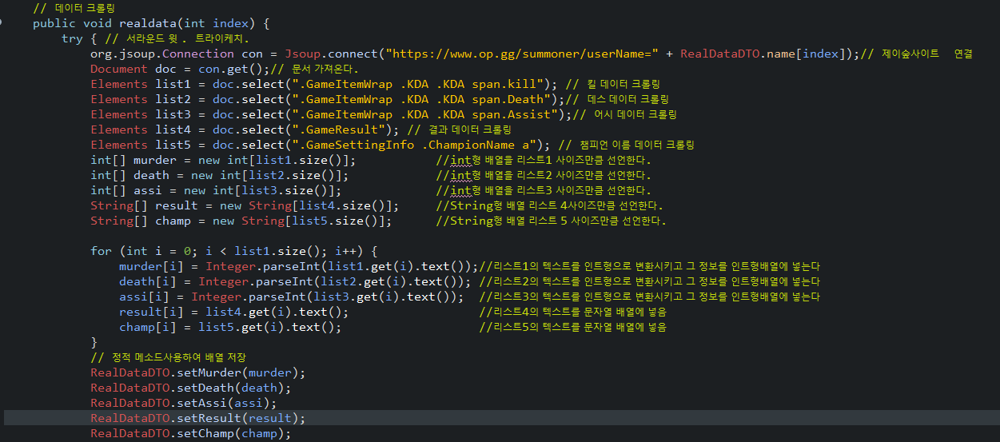 // 데이터 크롤링
public void realdata(int index) {
try { // 서라운드 윗 . 트라이케치.
org.jsoup.Connection con = Jsoup.connect("https://www.op.gg/summoner/userName=" + RealDataDTO.name[index]);// 제이숲사이트 연결
Document doc = con.get();// 문서 가져온다.
Elements list1 = doc.select(".GameItemWrap .KDA .KDA span.kill"); // 킬 데이터 크롤링
Elements list2 = doc.select(".GameItemWrap .KDA .KDA span.Death");// 데스 데이터 크롤링
Elements list3 = doc.select(".GameItemWrap .KDA .KDA span.Assist");// 어시 데이터 크롤링
Elements list4 = doc.select(".GameResult"); // 결과 데이터 크롤링
Elements list5 = doc.select(".GameSettingInfo .ChampionName a"); // 챔피언 이름 데이터 크롤링
int[] murder = new int[list1.size()]; //int형 배열을 리스트1 사이즈만큼 선언한다.
int[] death = new int[list2.size()]; //int형 배열을 리스트2 사이즈만큼 선언한다.
int[] assi = new int[list3.size()]; //int형 배열을 리스트3 사이즈만큼 선언한다.
String[] result = new String[list4.size()]; //String형 배열 리스트 4사이즈만큼 선언한다.
String[] champ = new String[list5.size()]; //String형 배열 리스트 5 사이즈만큼 선언한다.
for (int i = 0; i < list1.size(); i++) {
murder[i] = Integer.parseInt(list1.get(i).text());//리스트1의 텍스트를 인트형으로 변환시키고 그 정보를 인트형배열에 넣는다
death[i] = Integer.parseInt(list2.get(i).text()); //리스트2의 텍스트를 인트형으로 변환시키고 그 정보를 인트형배열에 넣는다
assi[i] = Integer.parseInt(list3.get(i).text()); //리스트3의 텍스트를 인트형으로 변환시키고 그 정보를 인트형배열에 넣는다
result[i] = list4.get(i).text(); //리스트4의 텍스트를 문자열 배열에 넣음
champ[i] = list5.get(i).text(); //리스트5의 텍스트를 문자열 배열에 넣음
}
// 정적 메소드사용하여 배열 저장
RealDataDTO.setMurder(murder);
RealDataDTO.setDeath(death);
RealDataDTO.setAssi(assi);
RealDataDTO.setResult(result);
RealDataDTO.setChamp(champ);